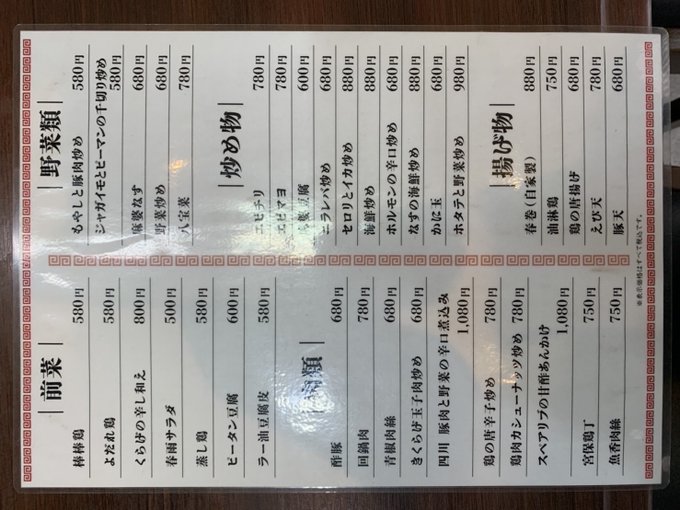 前菜
棒棒鶏 580円
よだれ鶏 580円
くらげの辛し和え 800円
春雨サラダ 500円
蒸し鶏 580円
ピータン豆腐 600円
ラー油豆腐皮 580円
肉類
酢豚 680円
回鍋肉 780円
青椒肉絲 680円
きくらげ玉子肉炒め 680円
四川 豚肉と野菜の辛口煮込み
1,080円
鶏の唐辛子炒め 780円
鶏肉カシューナッツ炒め 780円
スペアリブの甘酢あんかけ
1,080円
宮保鶏丁 750円
魚香肉絲 750円
野菜類
もやしと豚肉炒め 580円
ジャガイモとピーマンの千切り炒め
580円
麻婆なす 680円
野菜炒め 680円
八宝菜 780円
炒め物
エビチリ 780円
エビマヨ 780円
麻婆豆腐 600円
ニラレバ炒め 680円
セロリとイカ炒め 880円
海鮮炒め 880円
ホルモンの辛口炒め 680円
なすの海鮮炒め 880円
かに玉 680円
ホタテと野菜炒め 980円
揚げ物
春巻(自家製) 880円
油淋鶏 750円
鶏の唐揚げ 680円
えび天 780円
豚天 680円
※表示価格はすべて税込です。